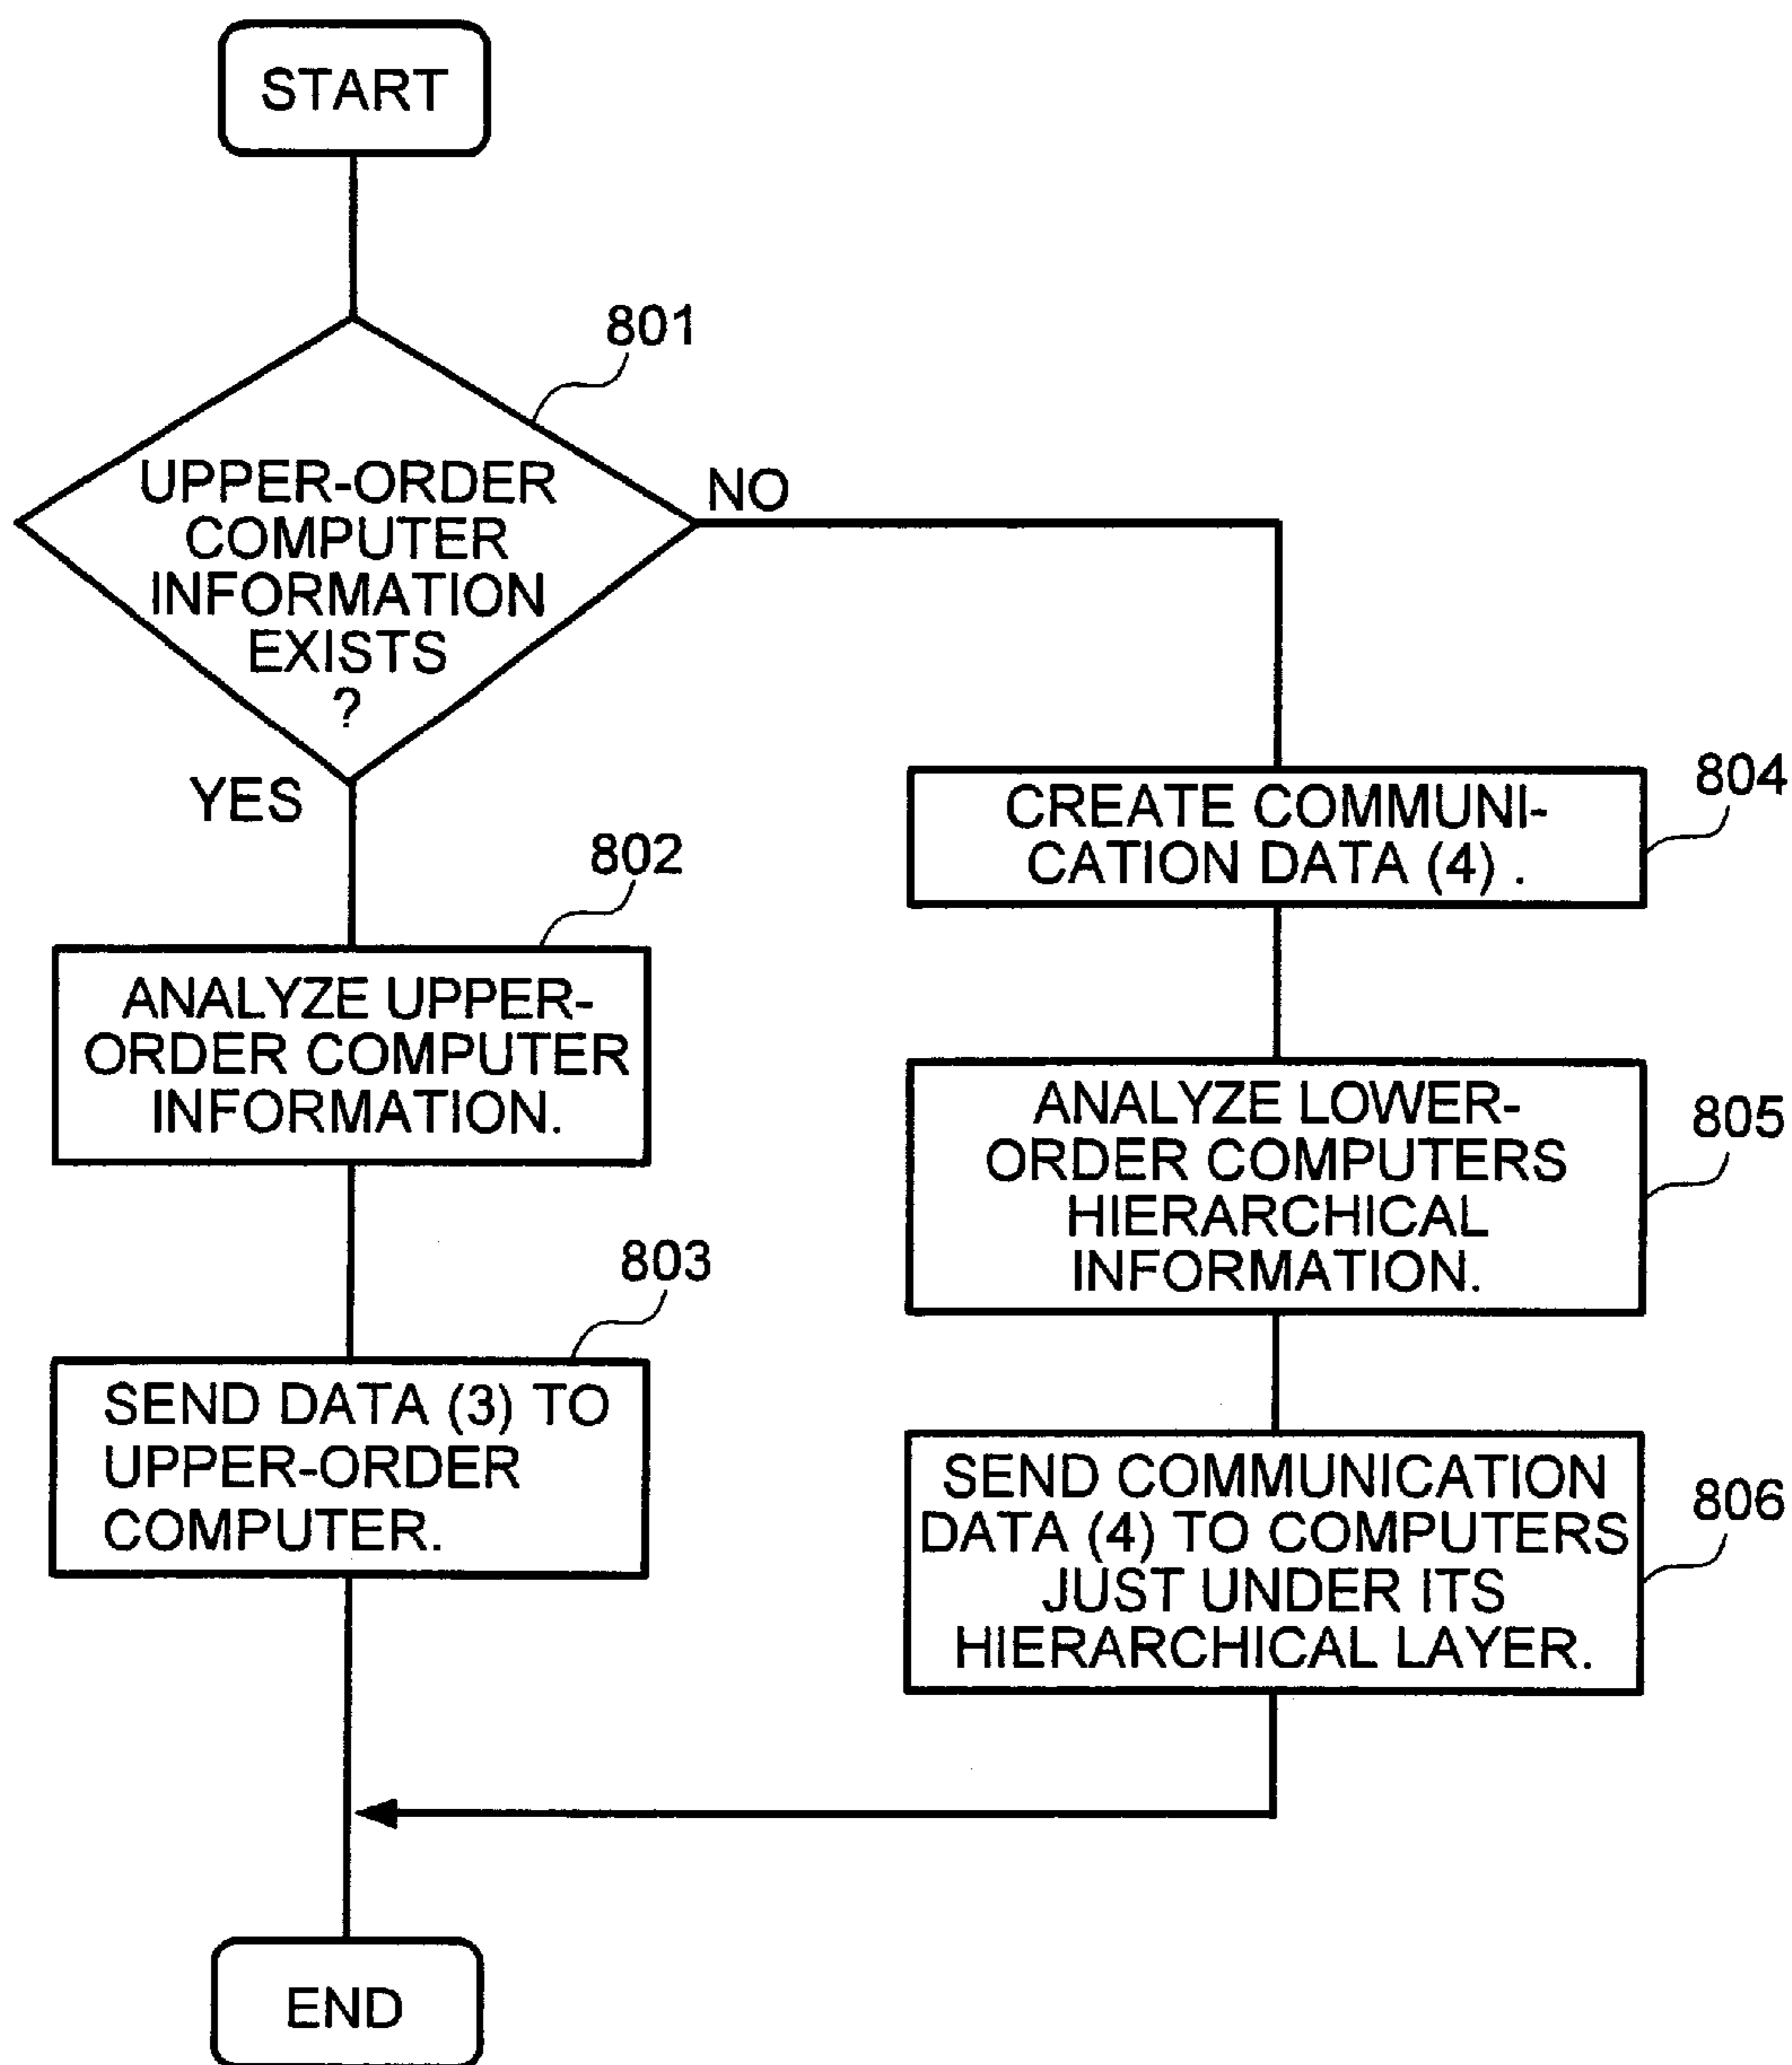 START
801
UPPER-ORDER
COMPUTER
INFORMATION
EXISTS
?
NO
YES
802
ANALYZE UPPER-
ORDER COMPUTER
INFORMATION.
803
SEND DATA (3) TO
UPPER-ORDER
COMPUTER.
804
CREATE COMMUNI-
CATION DATA (4) .
805
ANALYZE LOWER-
ORDER COMPUTERS
HIERARCHICAL
INFORMATION.
806
SEND COMMUNICATION
DATA (4) TO COMPUTERS
JUST UNDER ITS
HIERARCHICAL LAYER.
END